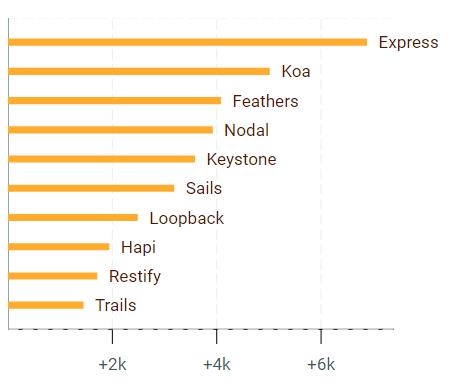 Express
Koa
Feathers
Nodal
Keystone
Sails
Loopback
Hapi
Restify
Trails
+2k +4k +6k